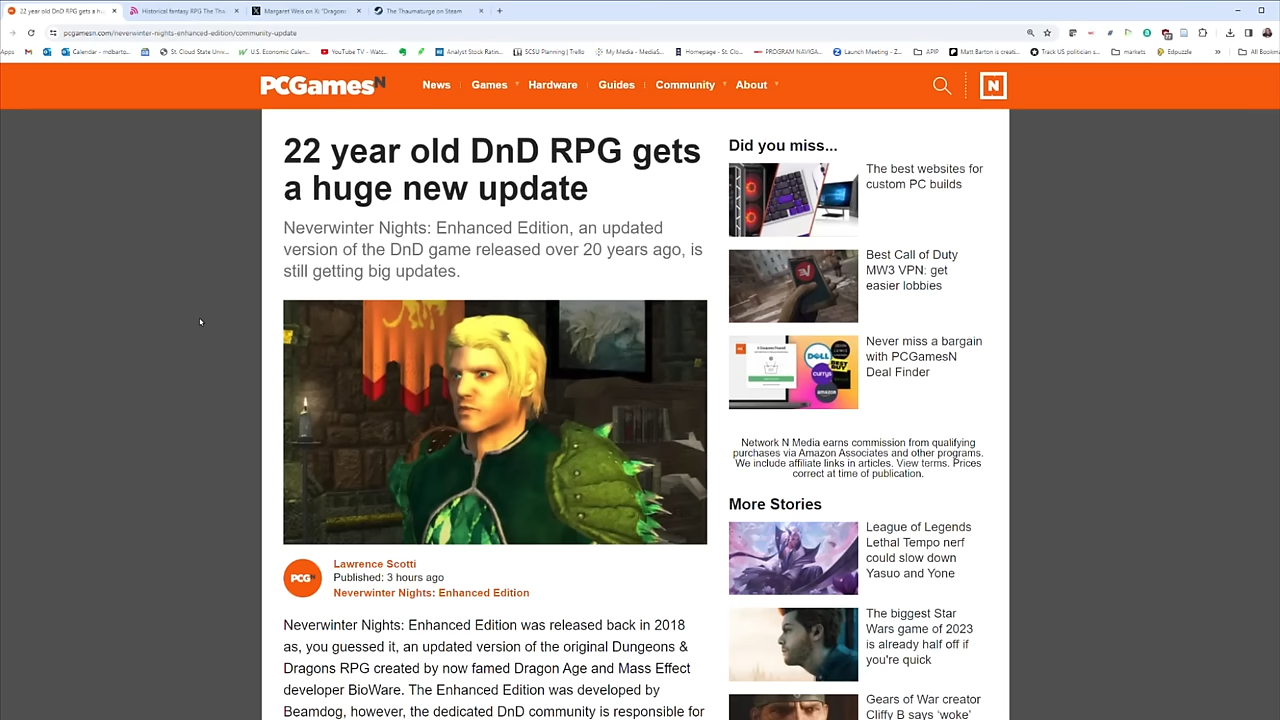 22 year old DnD RPG gets a h
Historical fantasy RPG The Tha
Margaret Weis on X: "Dragonl
The Thaumaturge on Steam
pcgamesn.com/neverwinter-nights-enhanced-edition/community-update
Apps
Calendar - mdbarto...
St. Cloud State Univ...
U.S. Economic Calen...
YouTube TV - Watc...
Analyst Stock Ratin...
SCSU Planning | Trello
My Media - MediaS...
Homepage - St. Clo...
PROGRAM NAVIGA...
Launch Meeting - Z...
APIP
Matt Barton is creati...
Track US politician s...
markets
Edpuzzle
»
All Bookma
PCGamesN
News
Games
Hardware
Guides
Community
About
N
22 year old DnD RPG gets
a huge new update
Neverwinter Nights: Enhanced Edition, an updated
version of the DnD game released over 20 years ago, is
still getting big updates.
PCGN
Lawrence Scotti
Published: 3 hours ago
Neverwinter Nights: Enhanced Edition
Neverwinter Nights: Enhanced Edition was released back in 2018
as, you guessed it, an updated version of the original Dungeons &
Dragons RPG created by now famed Dragon Age and Mass Effect
developer BioWare. The Enhanced Edition was developed by
Beamdog, however, the dedicated DnD community is responsible for
Did you miss...
The best websites for
custom PC builds
Best Call of Duty
MW3 VPN: get
easier lobbies
DELL
currys
amazon
Never miss a bargain
with PCGamesN
Deal Finder
Network N Media earns commission from qualifying
purchases via Amazon Associates and other programs.
We include affiliate links in articles. View terms. Prices
correct at time of publication.
More Stories
League of Legends
Lethal Tempo nerf
could slow down
Yasuo and Yone
The biggest Star
Wars game of 2023
is already half off if
you're quick
Gears of War creator
Cliffy B says 'woke'